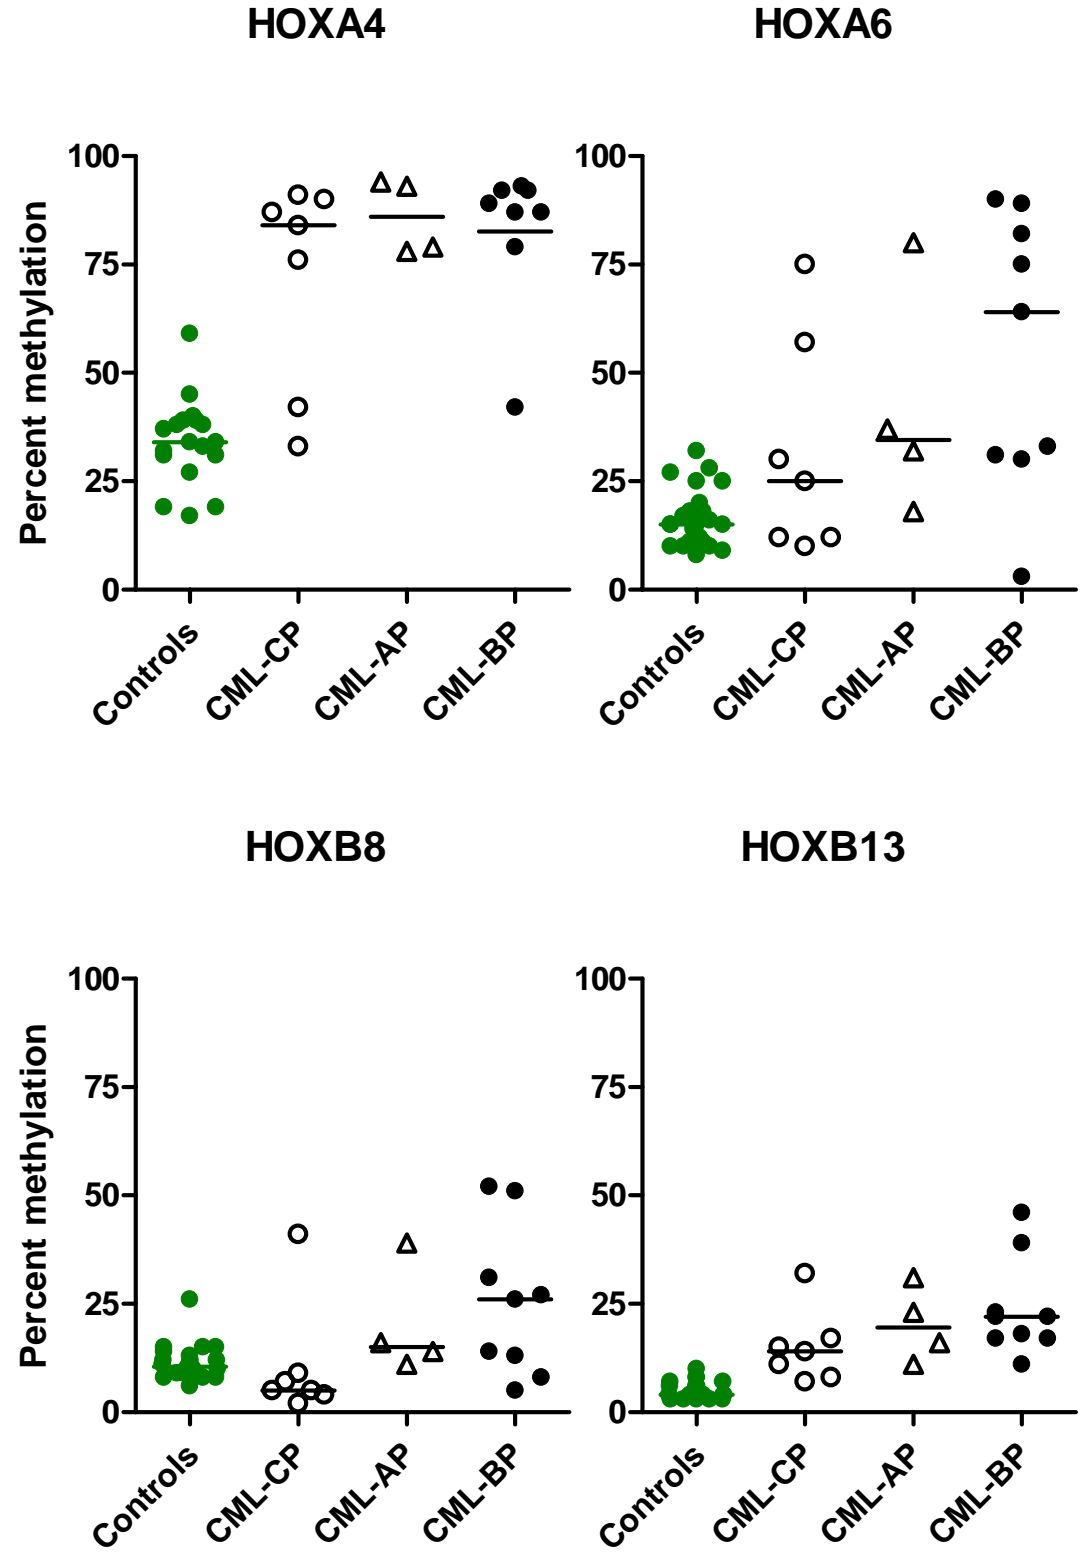 HOXA4
HOXA6
Percent methylation
100
75
50
25
0
Controls
CML-CP
CML-AP
CML-BP
100
75
50
25
0
Controls
CML-CP
CML-AP
CML-BP
HOXB8
HOXB13
Percent methylation
100
75
50
25
0
Controls
CML-CP
CML-AP
CML-BP
100
75
50
25
0
Controls
CML-CP
CML-AP
CML-BP